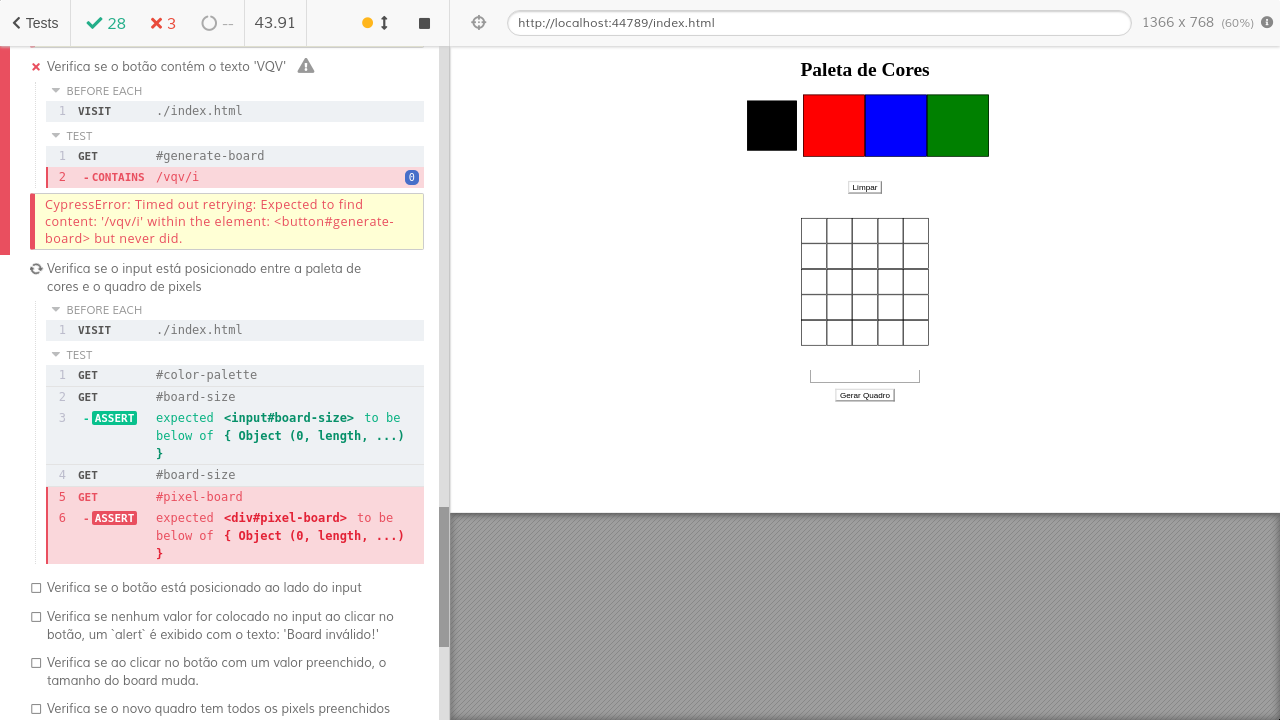 Tests
28
3
--
43.91
Verifica se o botão contém o texto 'VQV'
BEFORE EACH
1 VISIT ./index.html
TEST
1 GET #generate-board
2 - CONTAINS /vqv/i 0
CypressError: Timed out retrying: Expected to find
content: '/vqv/i' within the element: <button#generate-
board> but never did.
Verifica se o input está posicionado entre a paleta de
cores e o quadro de pixels
BEFORE EACH
1 VISIT ./index.html
TEST
1 GET #color-palette
2 GET #board-size
3 - ASSERT expected <input#board-size> to be
below of { Object (0, length, ...)
}
4 GET #board-size
5 GET #pixel-board
6 - ASSERT expected <div#pixel-board> to be
below of { Object (0, length, ...)
}
Verifica se o botão está posicionado ao lado do input
Verifica se nenhum valor for colocado no input ao clicar no
botão, um `alert` é exibido com o texto: 'Board inválido!'
Verifica se ao clicar no botão com um valor preenchido, o
tamanho do board muda.
Verifica se o novo quadro tem todos os pixels preenchidos
http://localhost:44789/index.html
1366 x 768 (60%)
Paleta de Cores
Limpar
Gerar Quadro